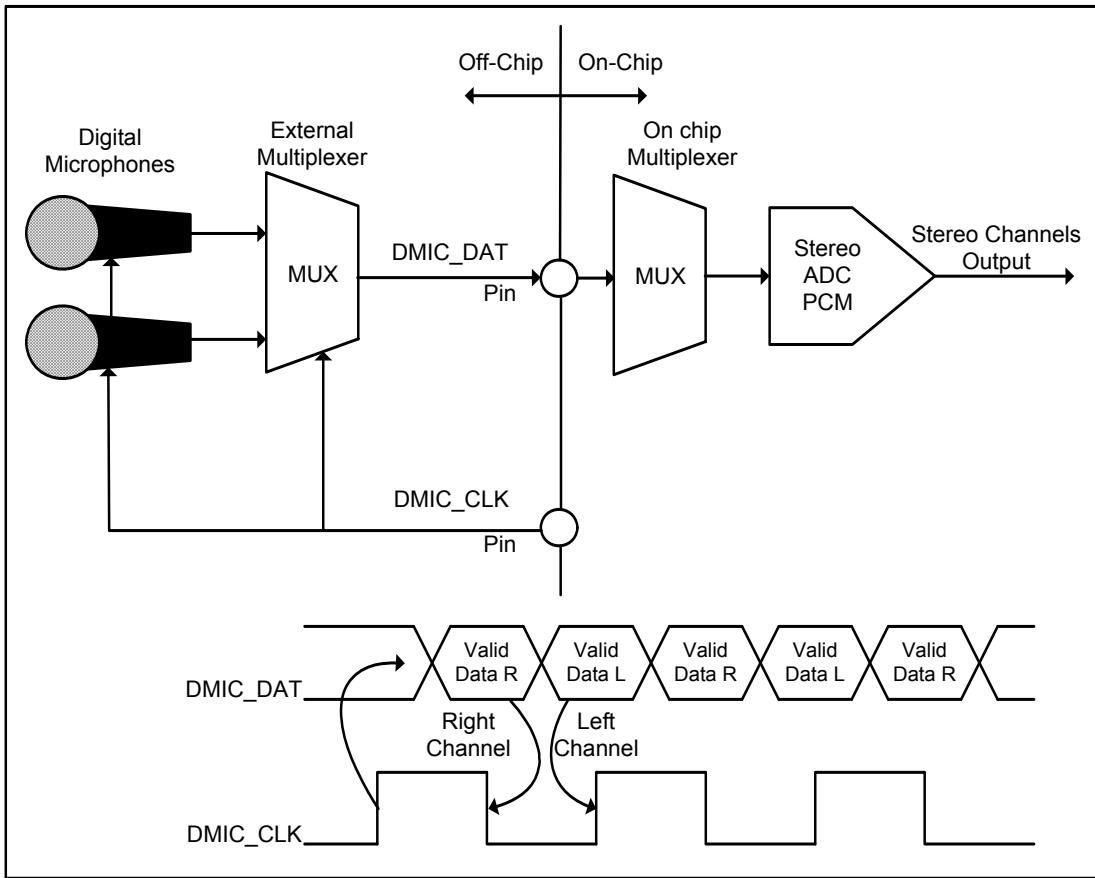 Off-Chip
On-Chip
Digital
Microphones
External
Multiplexer
On chip
Multiplexer
MUX
DMIC_DAT
Pin
MUX
Stereo
ADC
PCM
Stereo Channels
Output
DMIC_CLK
Pin
DMIC_DAT
Valid
Data R
Valid
Data L
Valid
Data R
Valid
Data L
Valid
Data R
Right
Channel
Left
Channel
DMIC_CLK